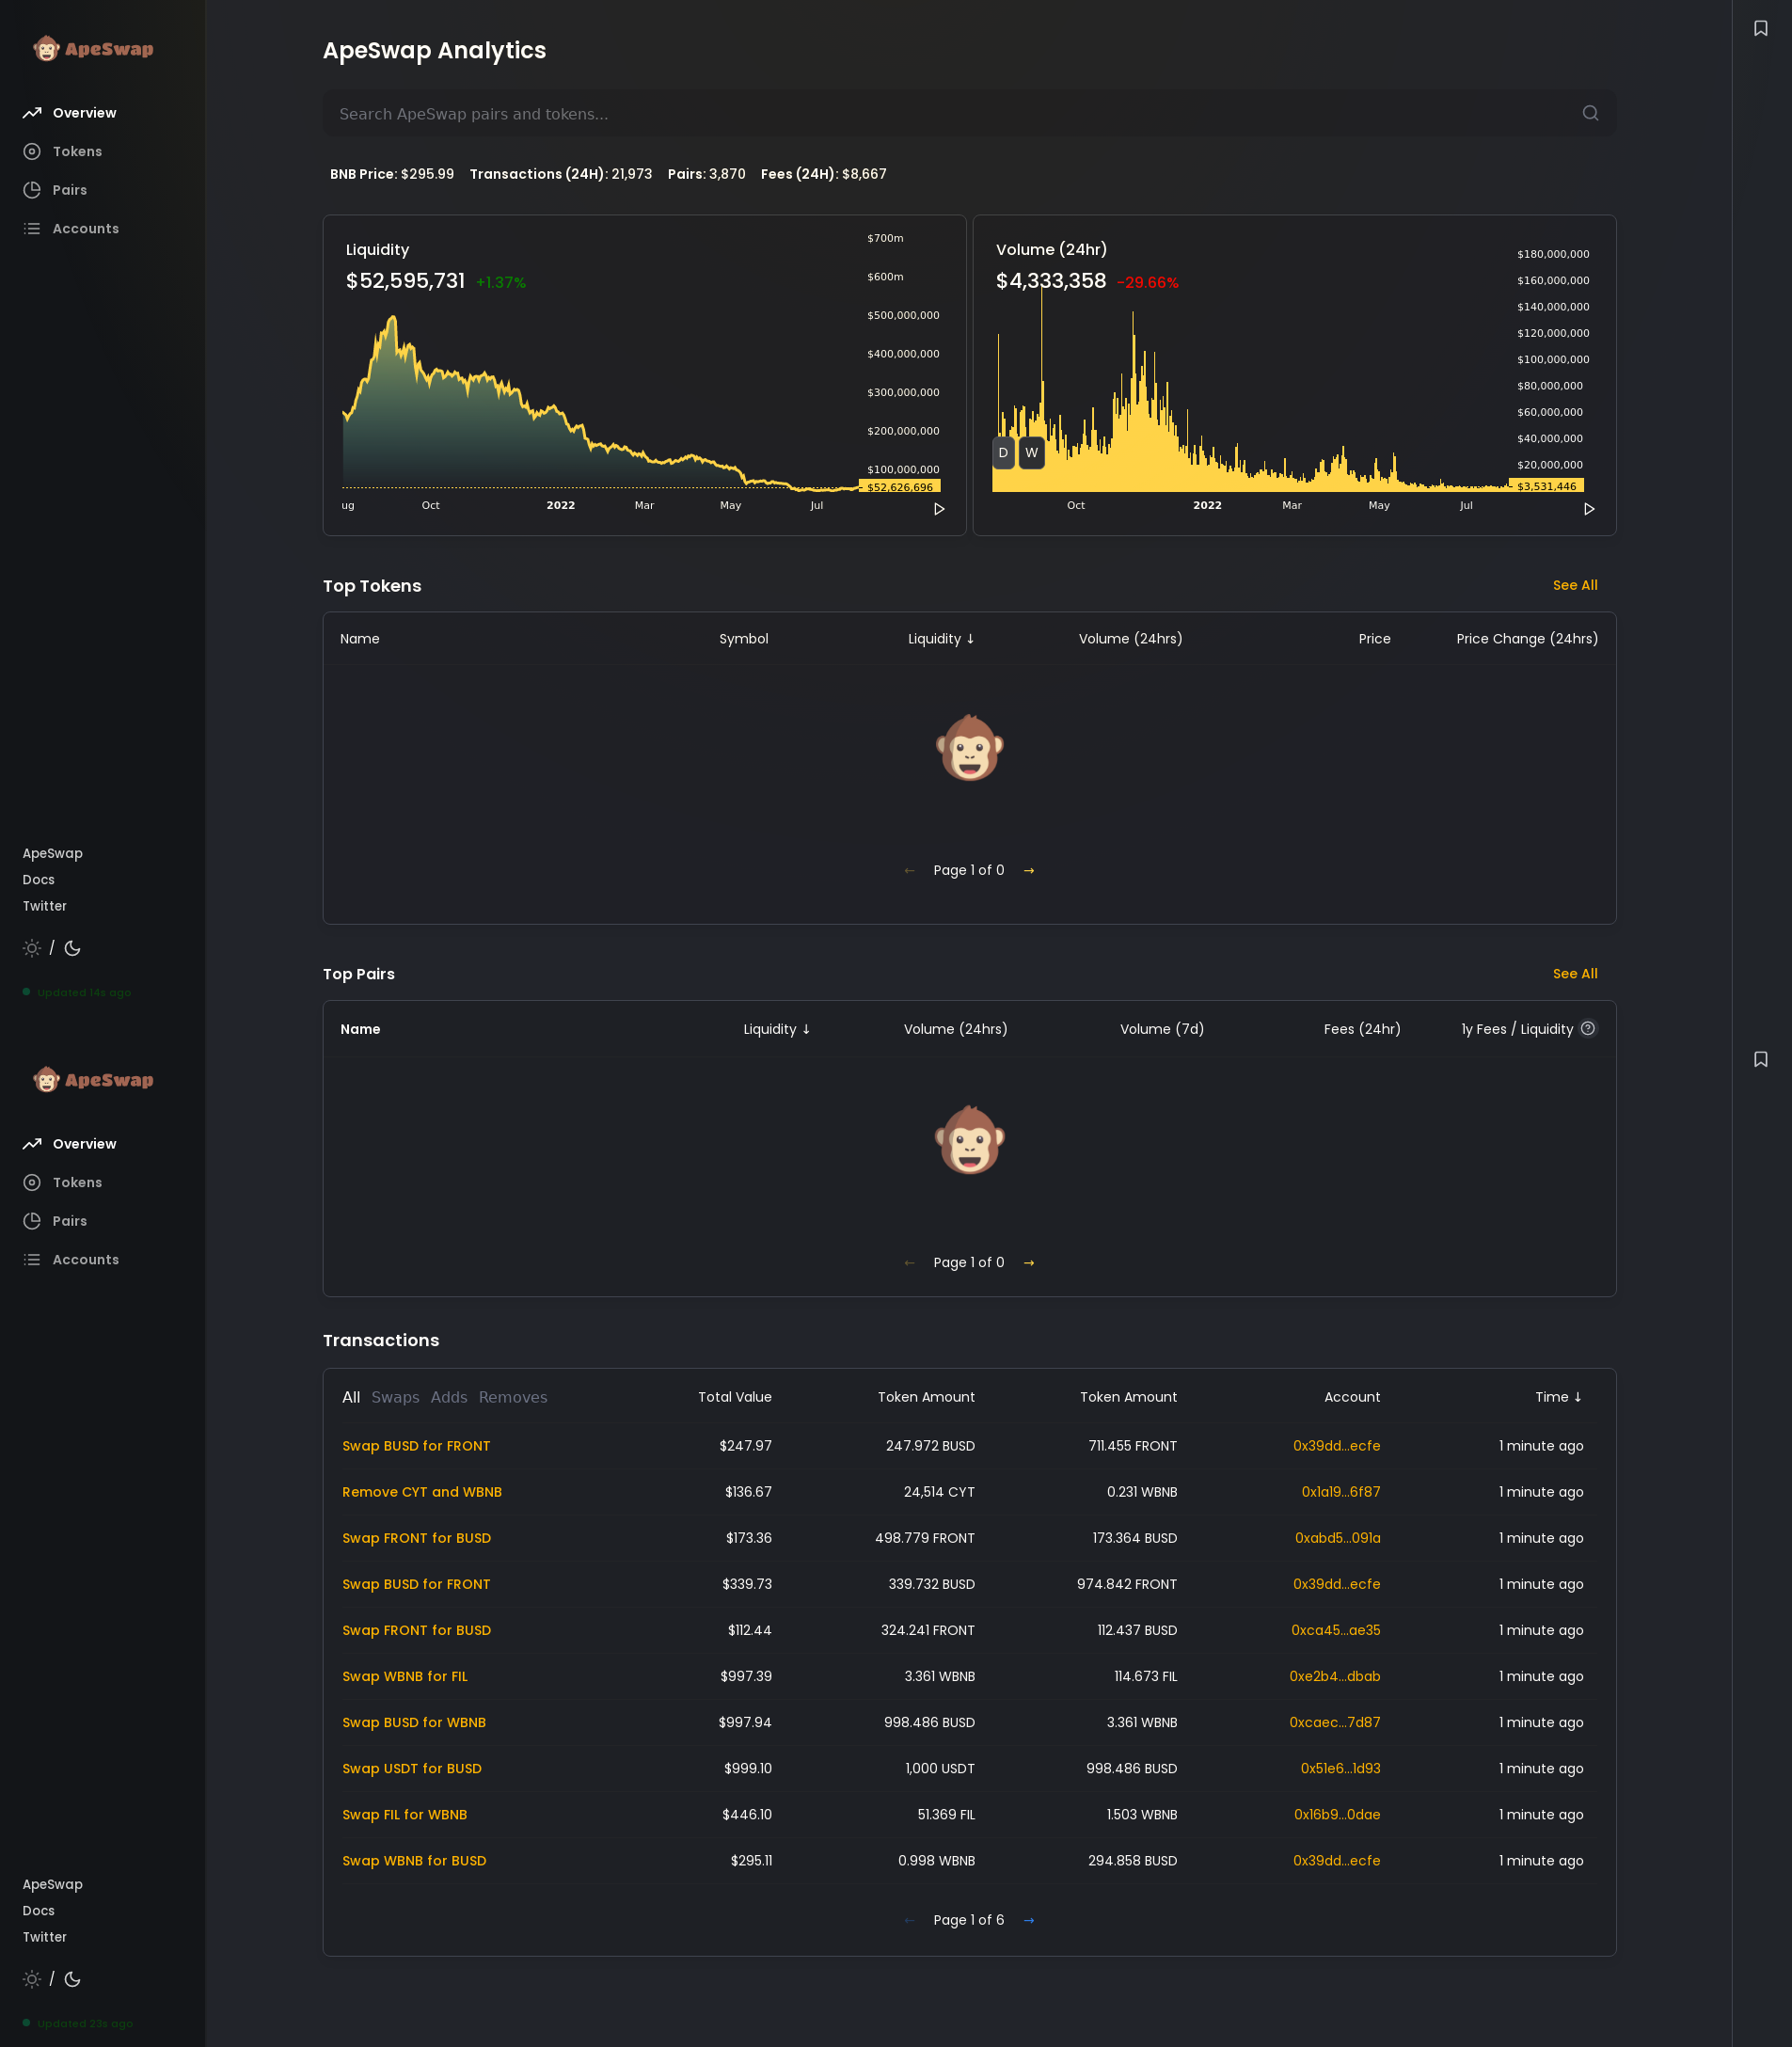 ApeSwap
Overview
Tokens
Pairs
Accounts
ApeSwap
Docs
Twitter
/
Updated 14s ago
ApeSwap
Overview
Tokens
Pairs
Accounts
ApeSwap
Docs
Twitter
/
Updated 23s ago
ApeSwap Analytics
Search ApeSwap pairs and tokens...
BNB Price: $295.99 Transactions (24H): 21,973 Pairs: 3,870 Fees (24H): $8,667
Liquidity
$52,595,731 +1.37%
$700m
$600m
$500,000,000
$400,000,000
$300,000,000
$200,000,000
$100,000,000
$52,626,696
ug Oct 2022 Mar May Jul
Volume (24hr)
$4,333,358 -29.66%
$180,000,000
$160,000,000
$140,000,000
$120,000,000
$100,000,000
$80,000,000
$60,000,000
$40,000,000
$20,000,000
$3,531,446
D W
Oct 2022 Mar May Jul
Top Tokens See All
Name Symbol Liquidity ↓ Volume (24hrs) Price Price Change (24hrs)
← Page 1 of 0 →
Top Pairs See All
Name Liquidity ↓ Volume (24hrs) Volume (7d) Fees (24hr) 1y Fees / Liquidity ?
← Page 1 of 0 →
Transactions
All Swaps Adds Removes Total Value Token Amount Token Amount Account Time ↓
Swap BUSD for FRONT $247.97 247.972 BUSD 711.455 FRONT 0x39dd...ecfe 1 minute ago
Remove CYT and WBNB $136.67 24,514 CYT 0.231 WBNB 0x1a19...6f87 1 minute ago
Swap FRONT for BUSD $173.36 498.779 FRONT 173.364 BUSD 0xabd5...091a 1 minute ago
Swap BUSD for FRONT $339.73 339.732 BUSD 974.842 FRONT 0x39dd...ecfe 1 minute ago
Swap FRONT for BUSD $112.44 324.241 FRONT 112.437 BUSD 0xca45...ae35 1 minute ago
Swap WBNB for FIL $997.39 3.361 WBNB 114.673 FIL 0xe2b4...dbab 1 minute ago
Swap BUSD for WBNB $997.94 998.486 BUSD 3.361 WBNB 0xcaec...7d87 1 minute ago
Swap USDT for BUSD $999.10 1,000 USDT 998.486 BUSD 0x51e6...1d93 1 minute ago
Swap FIL for WBNB $446.10 51.369 FIL 1.503 WBNB 0x16b9...0dae 1 minute ago
Swap WBNB for BUSD $295.11 0.998 WBNB 294.858 BUSD 0x39dd...ecfe 1 minute ago
← Page 1 of 6 →